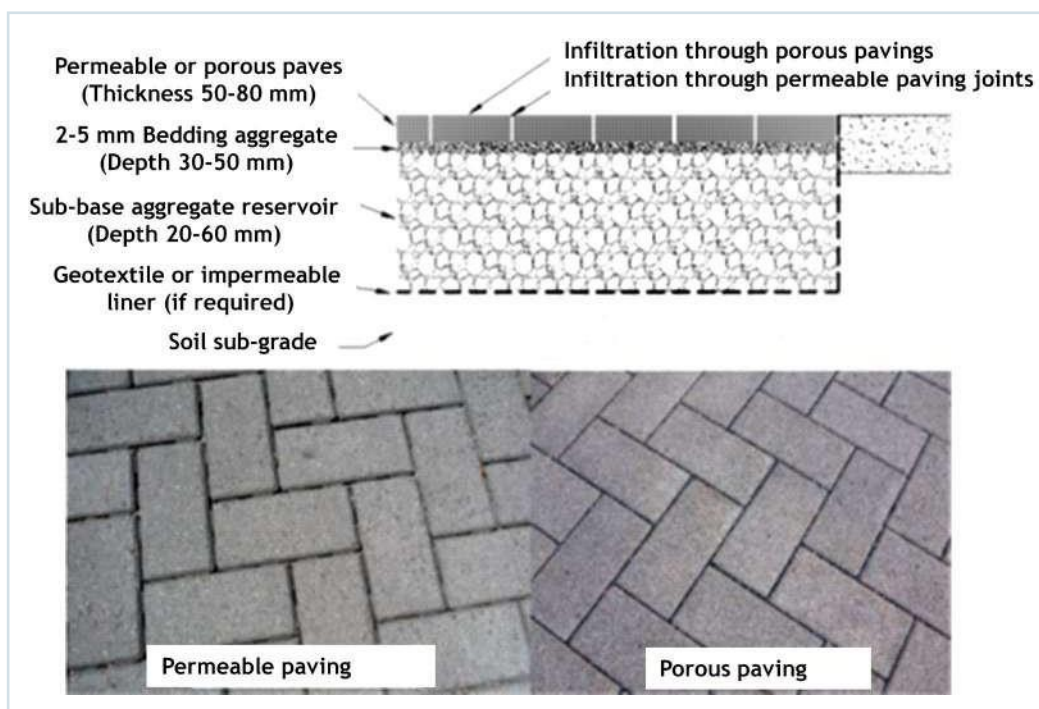 Infiltration through porous pavings
Infiltration through permeable paving joints
Permeable or porous paves
(Thickness 50-80 mm)
2-5 mm Bedding aggregate
(Depth 30-50 mm)
Sub-base aggregate reservoir
(Depth 20-60 mm)
Geotextile or impermeable
liner (if required)
Soil sub-grade
Permeable paving
Porous paving